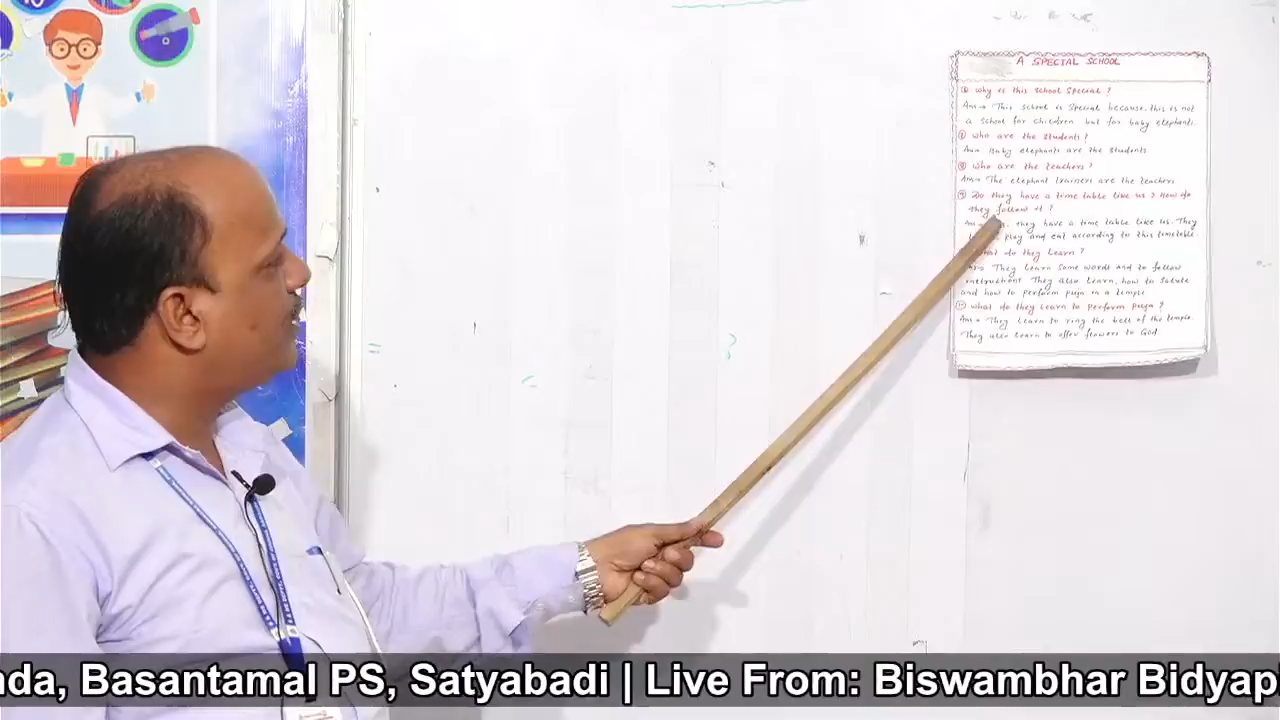 A SPECIAL SCHOOL
① Why is this school special ?
Ans → This school is special because, this is not
a school for children but for baby elephants.
② Who are the students ?
Ans Baby elephants are the students
③ Who are the teachers ?
Ans → The elephant trainers are the teachers
④ Do they have a time table like us ? How do
they follow it ?
they have a time table like us. They
play and eat according to this timetable.
do they learn ?
They learn some words and to follow
instructions They also learn, how to salute
and how to perform puja in a temple
What do they learn to perform puja ?
Ans → They learn to ring the bell of the temple.
They also learn to offer flowers to God.
nda, Basantamal PS, Satyabadi | Live From: Biswambhar Bidyap